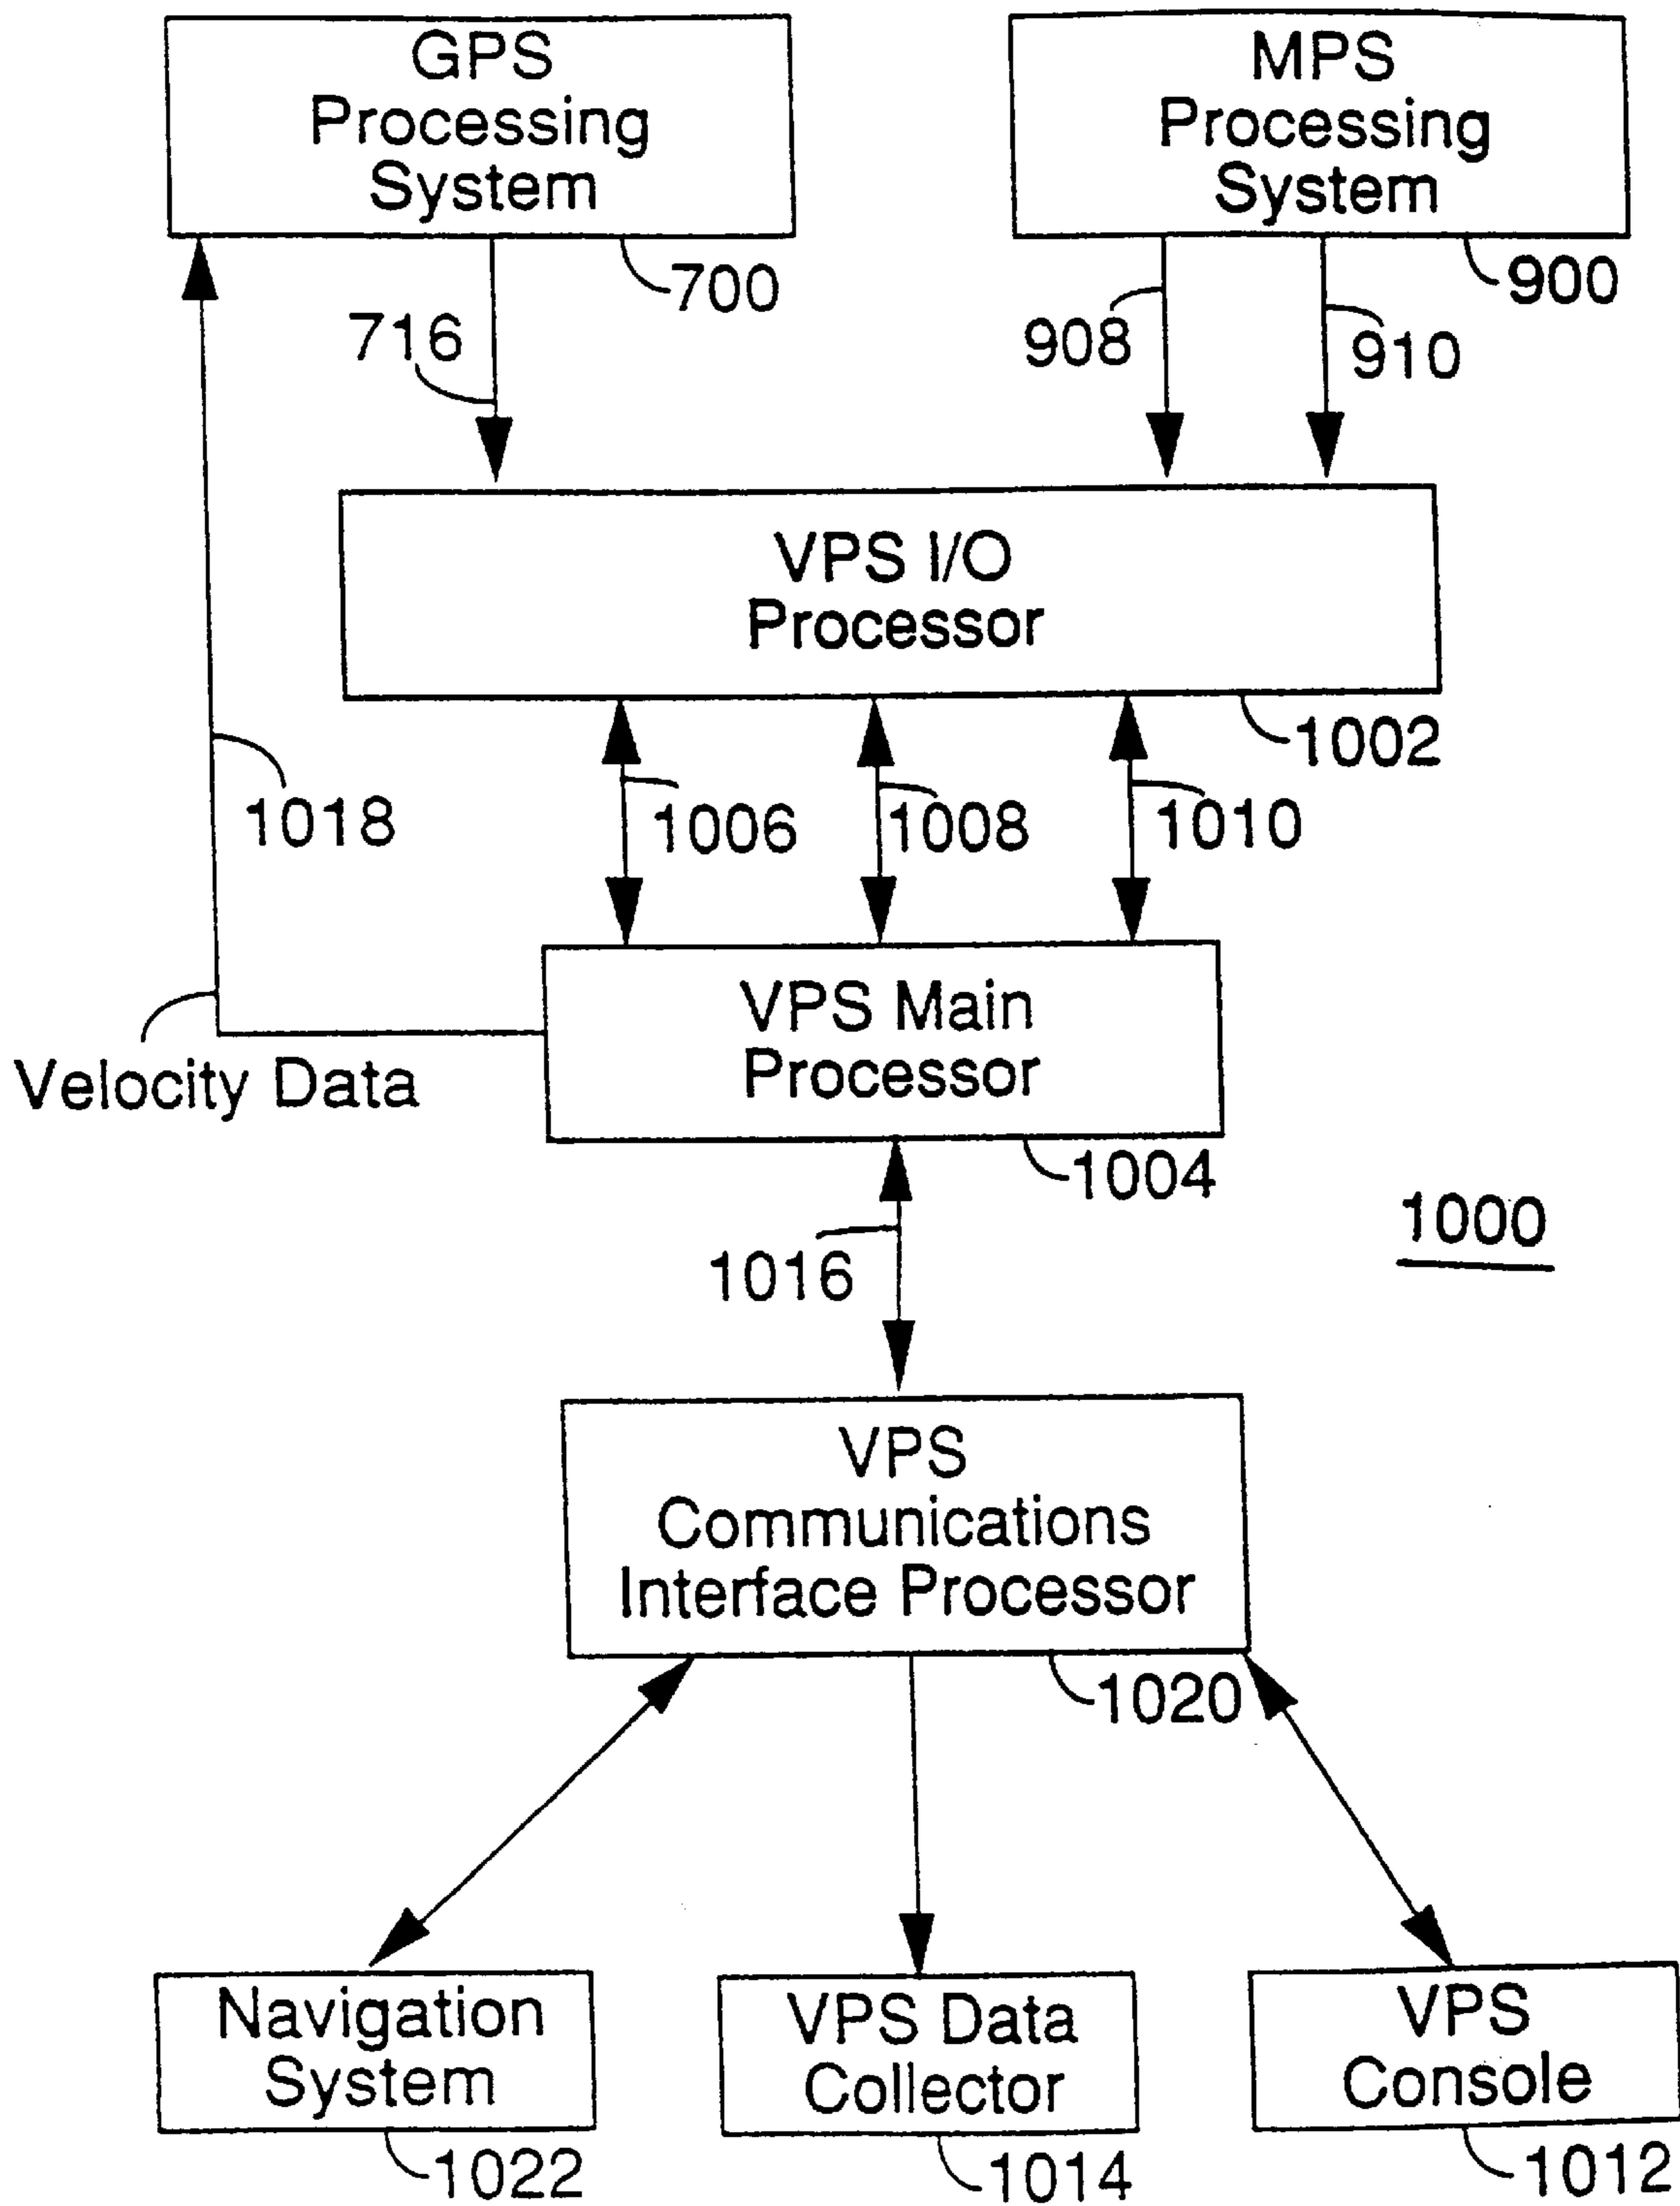 GPS
Processing
System
MPS
Processing
System
700
900
716
908
910
VPS I/O
Processor
1002
1018
1006
1008
1010
VPS Main
Processor
Velocity Data
1004
1000
1016
VPS
Communications
Interface Processor
1020
Navigation
System
VPS Data
Collector
VPS
Console
1022
1014
1012